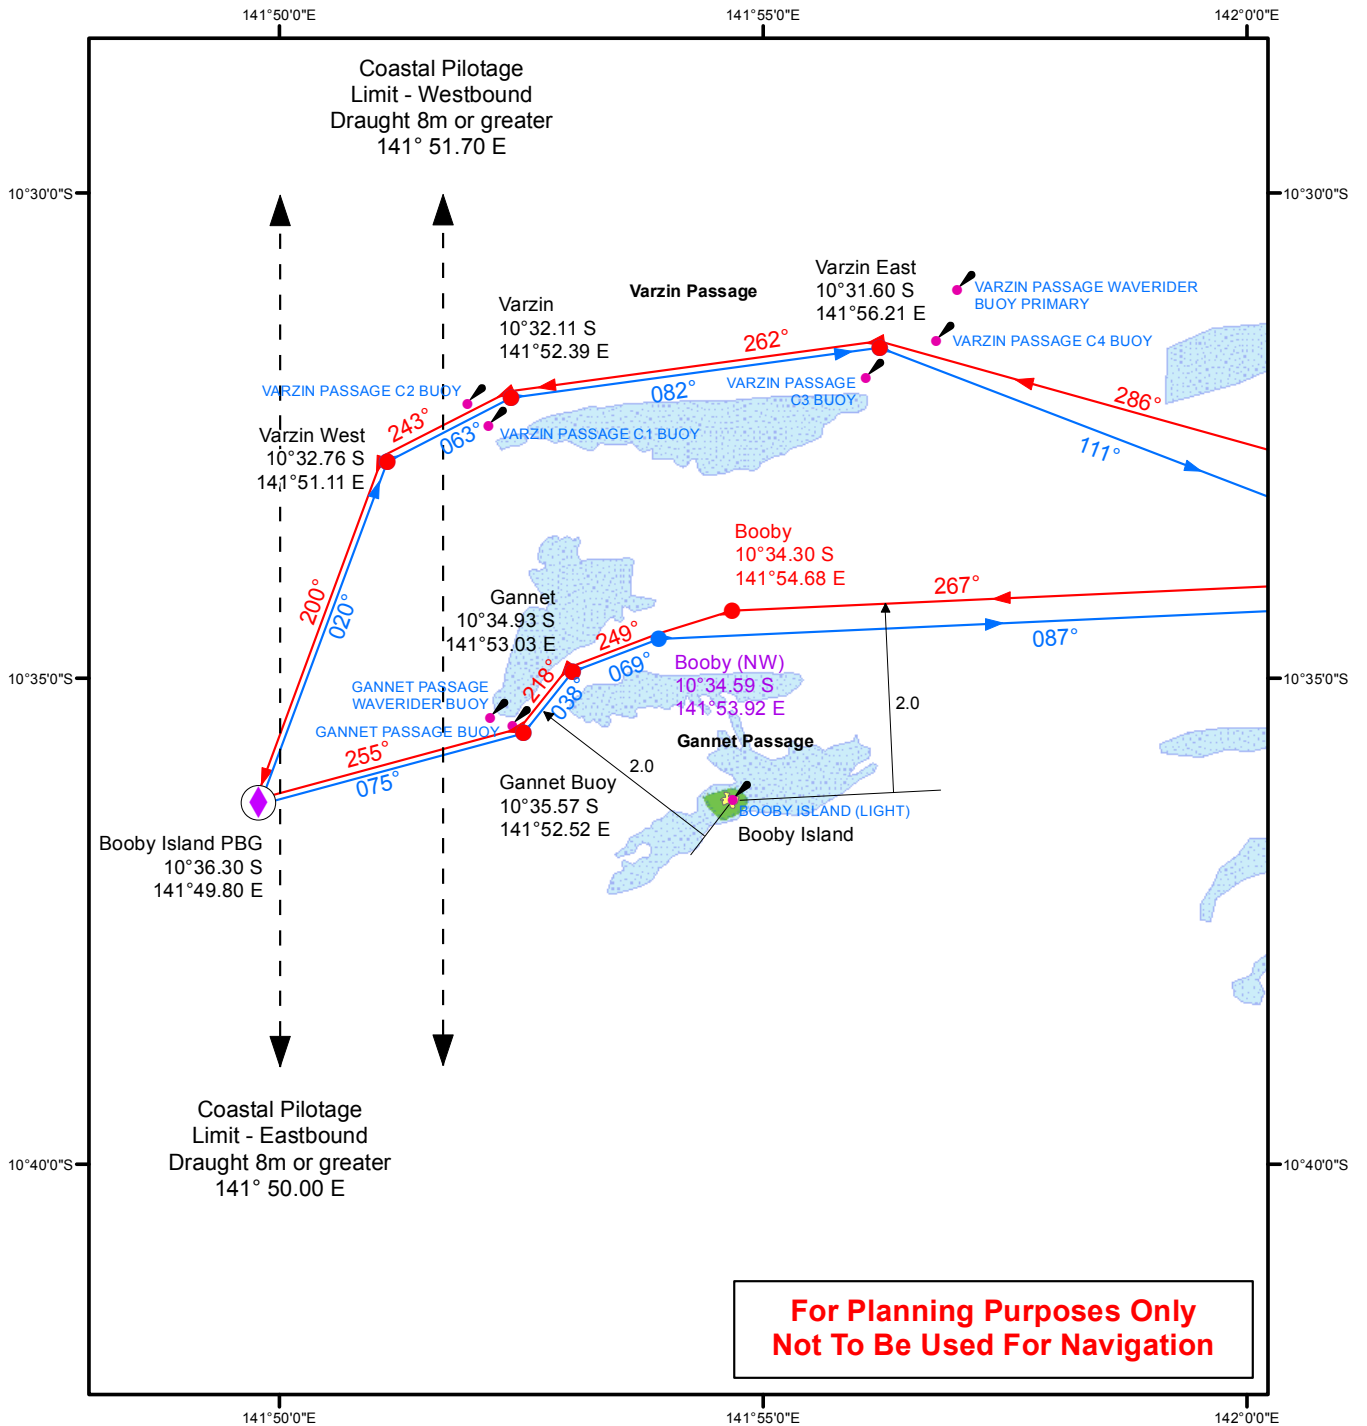 141°50'0"E
141°55'0"E
142°0'0"E
Coastal Pilotage
Limit - Westbound
Draught 8m or greater
141° 51.70 E
10°30'0"S
10°30'0"S
Varzin East
10°31.60 S
141°56.21 E
Varzin Passage
VARZIN PASSAGE WAVERIDER
BUOY PRIMARY
Varzin
10°32.11 S
141°52.39 E
262°
VARZIN PASSAGE C4 BUOY
VARZIN PASSAGE C2 BUOY
082°
VARZIN PASSAGE
C3 BUOY
286°
243°
063°
VARZIN PASSAGE C1 BUOY
Varzin West
10°32.76 S
141°51.11 E
111°
Booby
10°34.30 S
141°54.68 E
267°
200°
020°
Gannet
10°34.93 S
141°53.03 E
249°
069°
087°
Booby (NW)
10°34.59 S
141°53.92 E
10°35'0"S
10°35'0"S
218°
038°
GANNET PASSAGE
WAVERIDER BUOY
GANNET PASSAGE BUOY
2.0
Gannet Passage
255°
075°
2.0
Gannet Buoy
10°35.57 S
141°52.52 E
BOOBY ISLAND (LIGHT)
Booby Island
Booby Island PBG
10°36.30 S
141°49.80 E
Coastal Pilotage
Limit - Eastbound
Draught 8m or greater
141° 50.00 E
10°40'0"S
10°40'0"S
For Planning Purposes Only
Not To Be Used For Navigation
141°50'0"E
141°55'0"E
142°0'0"E